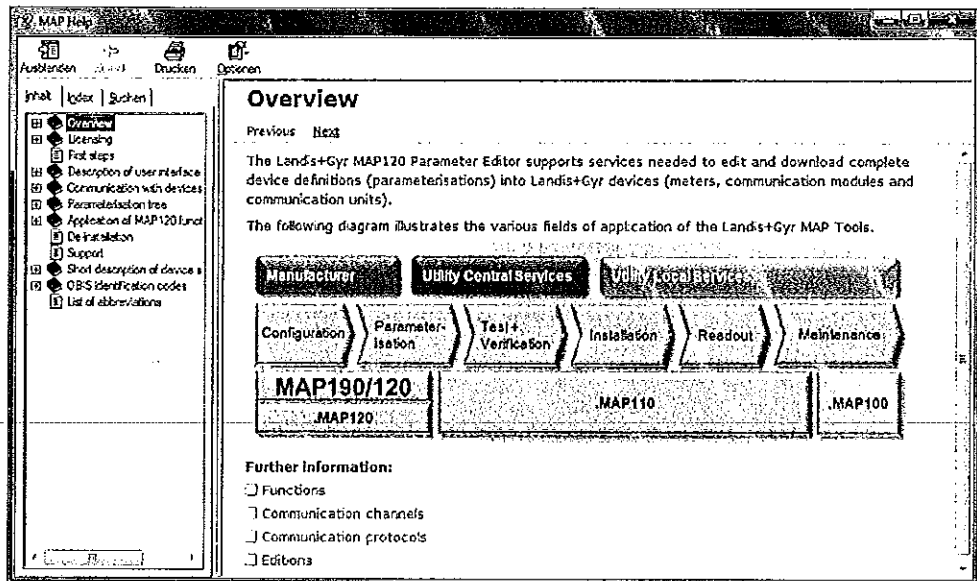 MAP Help
Ausblenden
Drucken
Optionen
Inhalt
Index
Suchen
Overview
Licensing
First steps
Description of user interface
Communication with devices
Parameterisation tree
Application of MAP120 funct
De-installation
Support
Short description of device s
OBIS identification codes
List of abbreviations
Overview
Previous Next
The Landis+Gyr MAP120 Parameter Editor supports services needed to edit and download complete
device definitions (parameterisations) into Landis+Gyr devices (meters, communication modules and
communication units).
The following diagram illustrates the various fields of application of the Landis+Gyr MAP Tools.
Manufacturer
Utility Central Services
Utility Local Services
Configuration
Parameter-
isation
Test +
Verification
Installation
Readout
Maintenance
MAP190/120
.MAP120
.MAP110
.MAP100
Further information:
Functions
Communication channels
Communication protocols
Editions